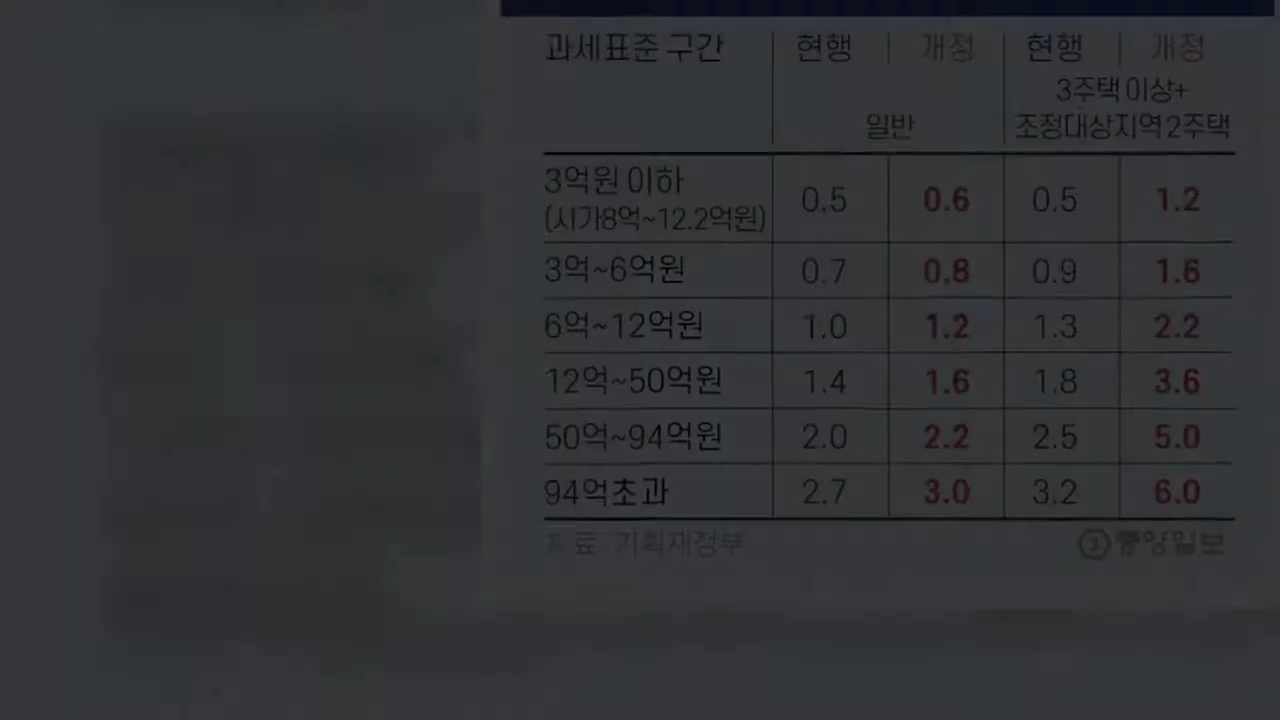 과세표준 구간 현행 개정 현행 개정
3주택 이상+
일반 조정대상지역 2주택
3억원 이하
(시가8억~12.2억원) 0.5 0.6 0.5 1.2
3억~6억원 0.7 0.8 0.9 1.6
6억~12억원 1.0 1.2 1.3 2.2
12억~50억원 1.4 1.6 1.8 3.6
50억~94억원 2.0 2.2 2.5 5.0
94억초과 2.7 3.0 3.2 6.0
자료 기획재정부 중앙일보